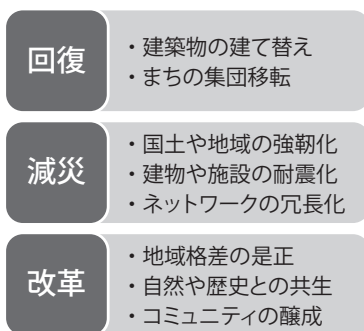 回復
・建築物の建て替え
・まちの集団移転
減災
・国土や地域の強靭化
・建物や施設の耐震化
・ネットワークの冗長化
改革
・地域格差の是正
・自然や歴史との共生
・コミュニティの醸成